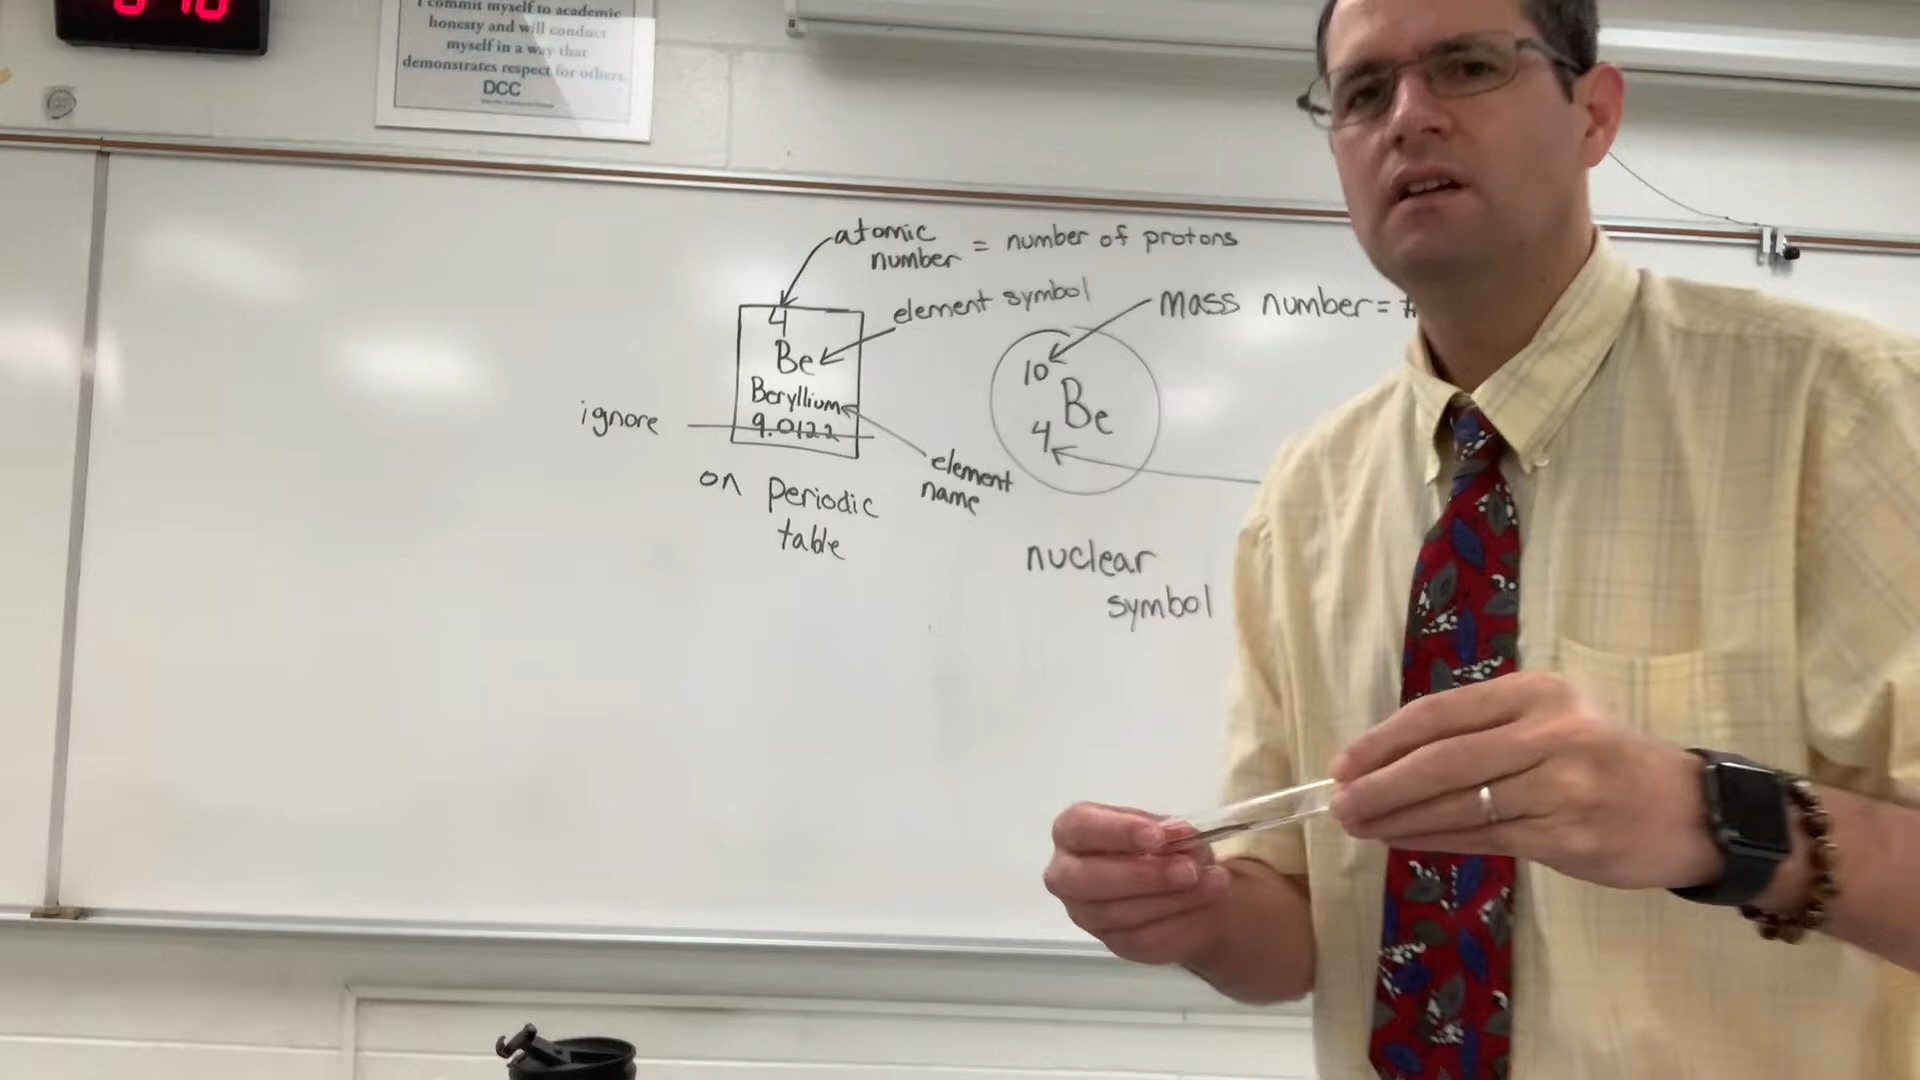 commit myself to academic
honesty and will conduct
myself in a way that
demonstrates respect for others.
DCC
atomic
number = number of protons
element symbol
mass number = #
4
Be
Beryllium
9.0122
ignore
10
Be
4
element
name
on periodic
table
nuclear
symbol